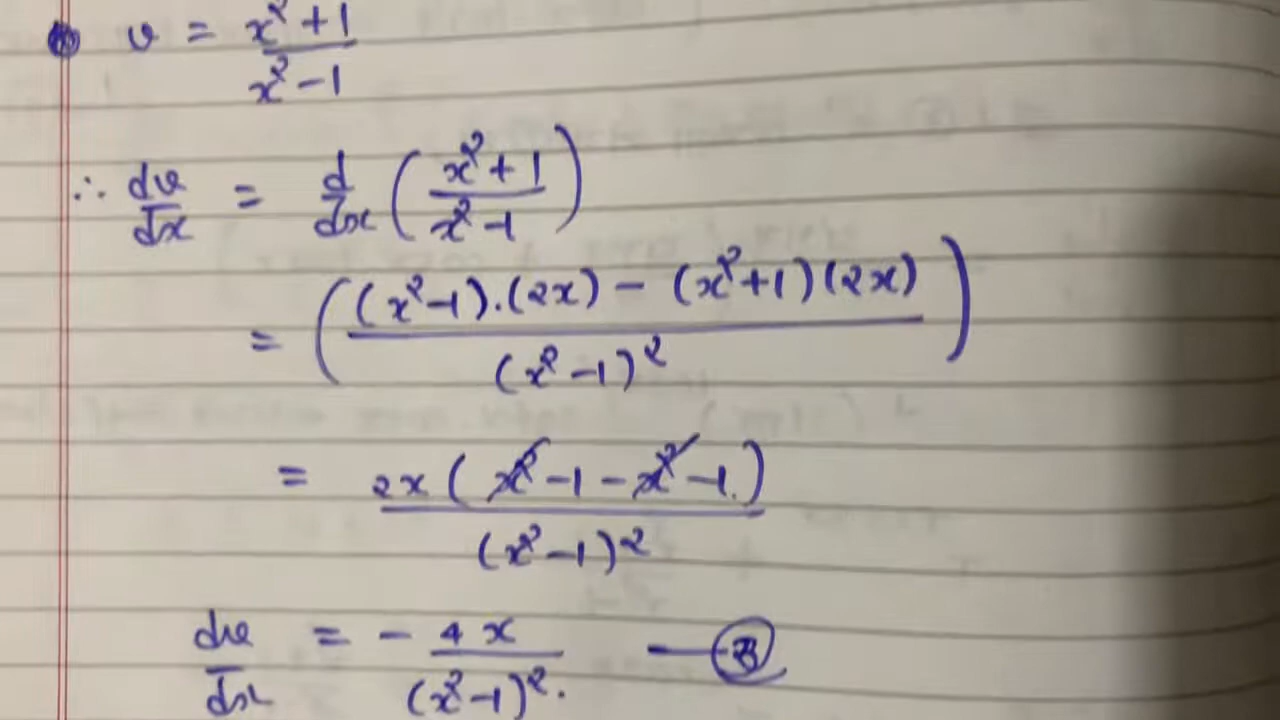 v = x²+1 / x²-1
∴ dv/dx = d/dx ( x²+1 / x²-1 )
= ( (x²-1).(2x) - (x²+1)(2x) / (x²-1)² )
= 2x ( x²-1-x²-1. ) / (x²-1)²
dv/dx = - 4x / (x²-1)². —